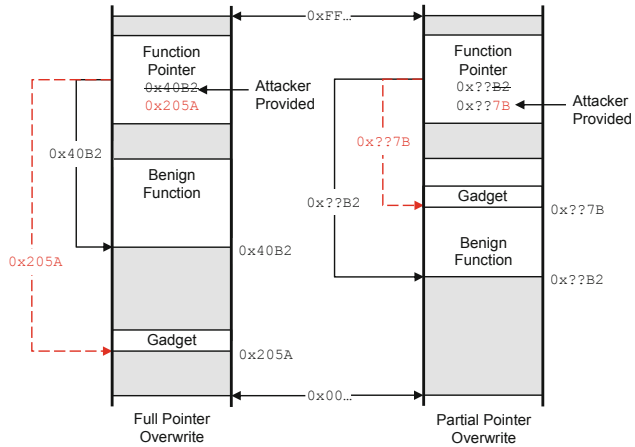 0xFF...
Function
Pointer
0x40B2
0x205A
Attacker
Provided
0x40B2
Benign
Function
0x40B2
0x205A
Gadget
0x205A
Full Pointer
Overwrite
Function
Pointer
0x??B2
0x??7B
Attacker
Provided
0x??7B
0x??B2
Gadget
0x??7B
Benign
Function
0x??B2
0x00...
Partial Pointer
Overwrite